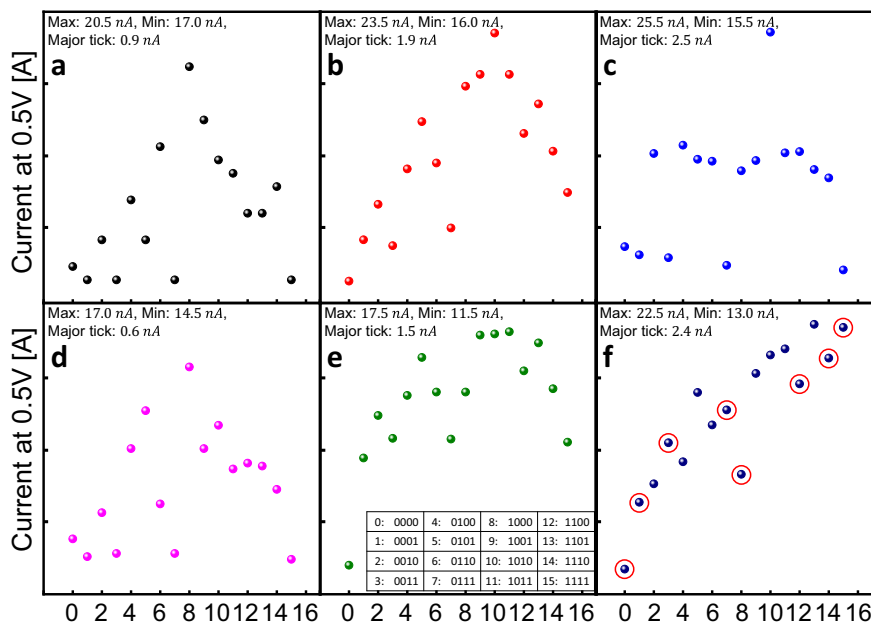 Max: 20.5 nA, Min: 17.0 nA,
Major tick: 0.9 nA
a
Max: 23.5 nA, Min: 16.0 nA,
Major tick: 1.9 nA
b
Max: 25.5 nA, Min: 15.5 nA,
Major tick: 2.5 nA
c
Current at 0.5V [A]
Max: 17.0 nA, Min: 14.5 nA,
Major tick: 0.6 nA
d
Max: 17.5 nA, Min: 11.5 nA,
Major tick: 1.5 nA
e
Max: 22.5 nA, Min: 13.0 nA,
Major tick: 2.4 nA
f
Current at 0.5V [A]
0: 0000 4: 0100 8: 1000 12: 1100
1: 0001 5: 0101 9: 1001 13: 1101
2: 0010 6: 0110 10: 1010 14: 1110
3: 0011 7: 0111 11: 1011 15: 1111
0 2 4 6 8 10 12 14 16
0 2 4 6 8 10 12 14 16
0 2 4 6 8 10 12 14 16